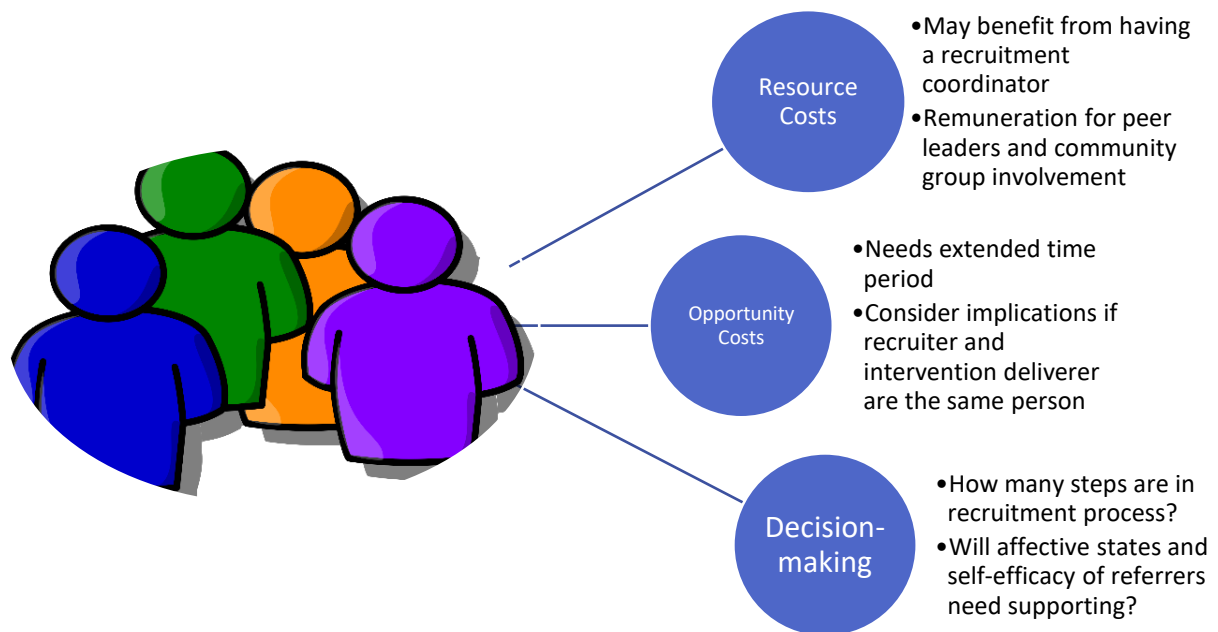 Resource
Costs
•May benefit from having
a recruitment
coordinator
•Remuneration for peer
leaders and community
group involvement
Opportunity
Costs
•Needs extended time
period
•Consider implications if
recruiter and
intervention deliverer
are the same person
Decision-
making
•How many steps are in
recruitment process?
•Will affective states and
self-efficacy of referrers
need supporting?